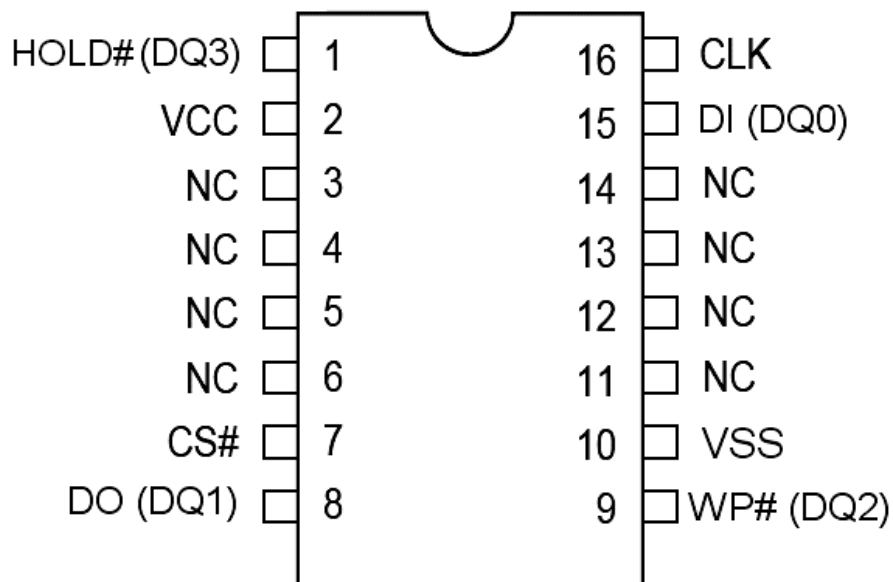 HOLD# (DQ3) 1 16 CLK
VCC 2 15 DI (DQ0)
NC 3 14 NC
NC 4 13 NC
NC 5 12 NC
NC 6 11 NC
CS# 7 10 VSS
DO (DQ1) 8 9 WP# (DQ2)